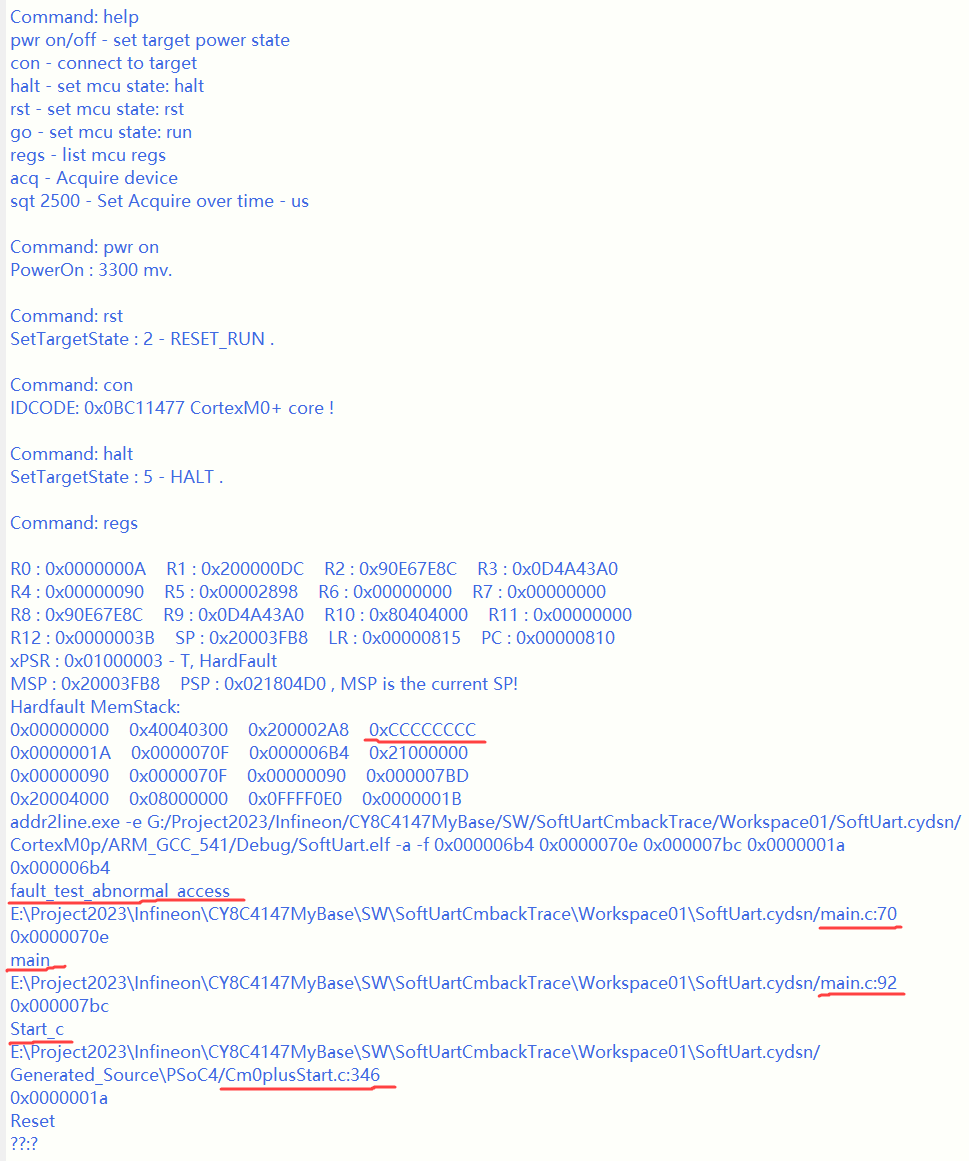 Command: help
pwr on/off - set target power state
con - connect to target
halt - set mcu state: halt
rst - set mcu state: rst
go - set mcu state: run
regs - list mcu regs
acq - Acquire device
sqt 2500 - Set Acquire over time - us
Command: pwr on
PowerOn : 3300 mv.
Command: rst
SetTargetState : 2 - RESET_RUN .
Command: con
IDCODE: 0x0BC11477 CortexM0+ core !
Command: halt
SetTargetState : 5 - HALT .
Command: regs
R0 : 0x0000000A R1 : 0x200000DC R2 : 0x90E67E8C R3 : 0x0D4A43A0
R4 : 0x00000090 R5 : 0x00002898 R6 : 0x00000000 R7 : 0x00000000
R8 : 0x90E67E8C R9 : 0x0D4A43A0 R10 : 0x80404000 R11 : 0x00000000
R12 : 0x0000003B SP : 0x20003FB8 LR : 0x00000815 PC : 0x00000810
xPSR : 0x01000003 - T, HardFault
MSP : 0x20003FB8 PSP : 0x021804D0 , MSP is the current SP!
Hardfault MemStack:
0x00000000 0x40040300 0x200002A8 0xCCCCCCCC
0x0000001A 0x0000070F 0x000006B4 0x21000000
0x00000090 0x0000070F 0x00000090 0x000007BD
0x20004000 0x08000000 0x0FFFF0E0 0x0000001B
addr2line.exe -e G:/Project2023/Infineon/CY8C4147MyBase/SW/SoftUartCmbackTrace/Workspace01/SoftUart.cydsn/
CortexM0p/ARM_GCC_541/Debug/SoftUart.elf -a -f 0x000006b4 0x0000070e 0x000007bc 0x0000001a
0x000006b4
fault_test_abnormal_access
E:\Project2023\Infineon\CY8C4147MyBase\SW\SoftUartCmbackTrace\Workspace01\SoftUart.cydsn/main.c:70
0x0000070e
main
E:\Project2023\Infineon\CY8C4147MyBase\SW\SoftUartCmbackTrace\Workspace01\SoftUart.cydsn/main.c:92
0x000007bc
Start_c
E:\Project2023\Infineon\CY8C4147MyBase\SW\SoftUartCmbackTrace\Workspace01\SoftUart.cydsn/
Generated_Source\PSoC4/Cm0plusStart.c:346
0x0000001a
Reset
??:?